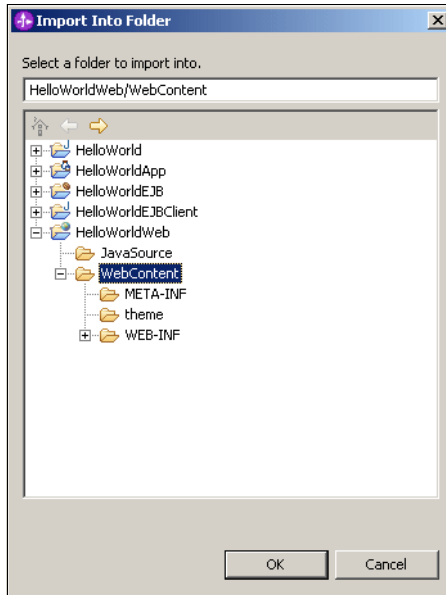 Import Into Folder
Select a folder to import into.
HelloWorldWeb/WebContent
HelloWorld
HelloWorldApp
HelloWorldEJB
HelloWorldEJBClient
HelloWorldWeb
JavaSource
WebContent
META-INF
theme
WEB-INF
OK Cancel